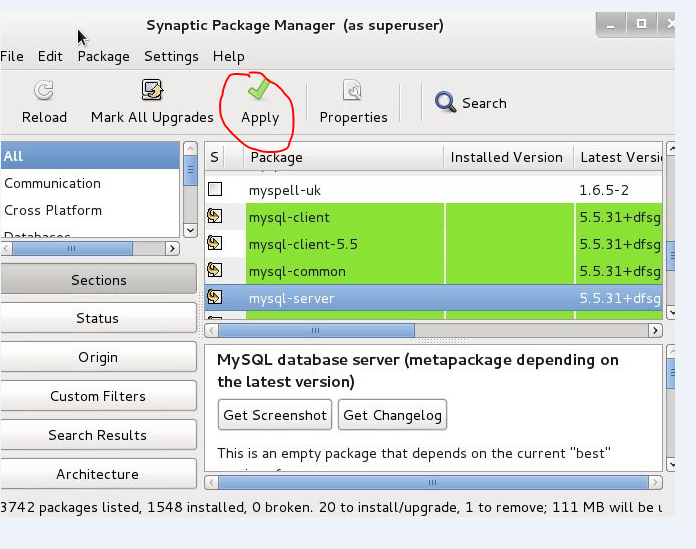 Synaptic Package Manager (as superuser)
File Edit Package Settings Help
Reload Mark All Upgrades Apply Properties Search
All
Communication
Cross Platform
Databases
S Package Installed Version Latest Versi
myspell-uk 1.6.5-2
mysql-client 5.5.31+dfsg
mysql-client-5.5 5.5.31+dfsg
mysql-common 5.5.31+dfsg
mysql-server 5.5.31+dfsg
Sections
Status
Origin
Custom Filters
Search Results
Architecture
MySQL database server (metapackage depending on
the latest version)
Get Screenshot Get Changelog
This is an empty package that depends on the current "best"
3742 packages listed, 1548 installed, 0 broken. 20 to install/upgrade, 1 to remove; 111 MB will be u